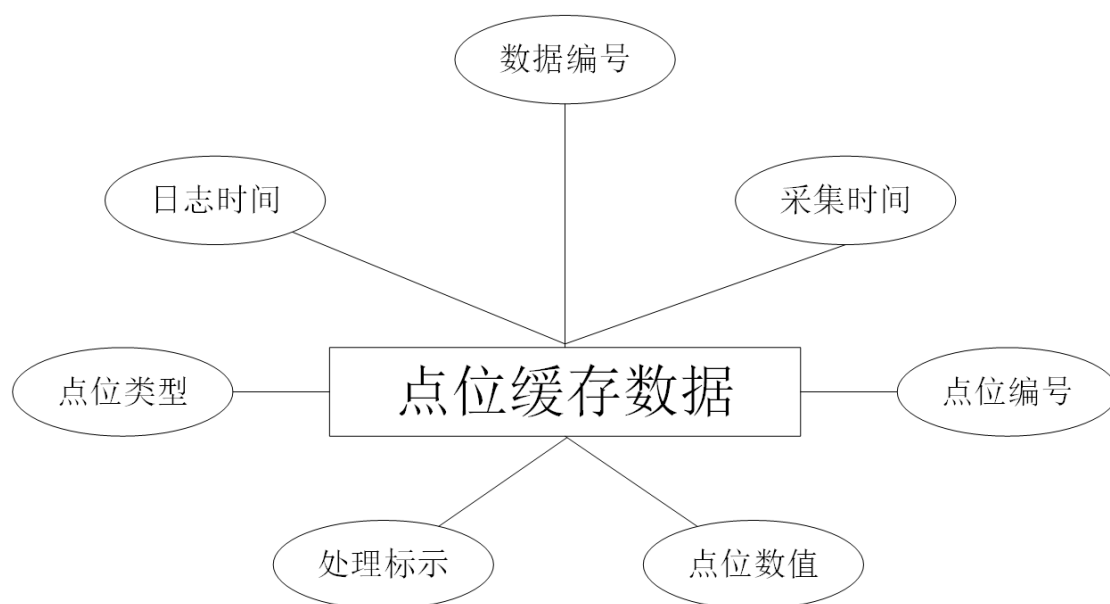 数据编号
日志时间
采集时间
点位类型
点位缓存数据
点位编号
处理标示
点位数值